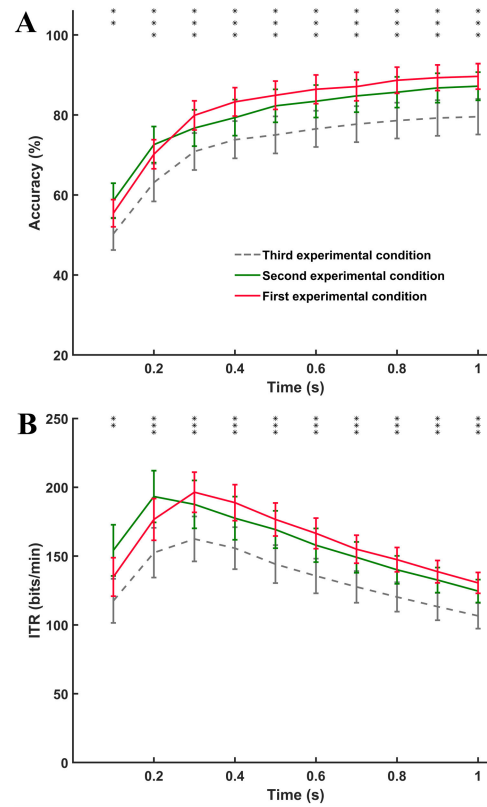 A
* * * * * * * * * *
* * * * * * * * * *
* * * * * * * *
* *
100
80
60
40
20
Accuracy (%)
Third experimental condition
Second experimental condition
First experimental condition
0.2 0.4 0.6 0.8 1
Time (s)
B
** *** *** *** *** *** *** *** *** ***
250
200
150
100
50
0
ITR (bits/min)
0.2 0.4 0.6 0.8 1
Time (s)